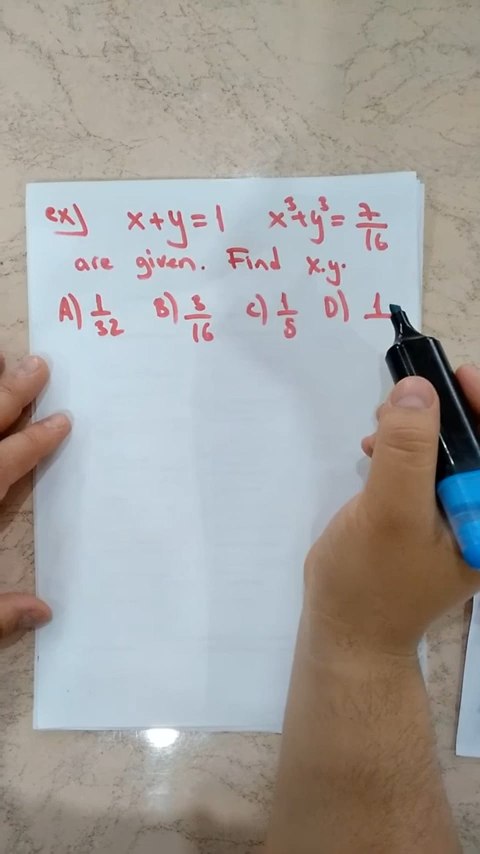 ex) x+y=1 x³+y³=7/16
are given. Find x.y.
A) 1/32 B) 3/16 C) 1/8 D) 1